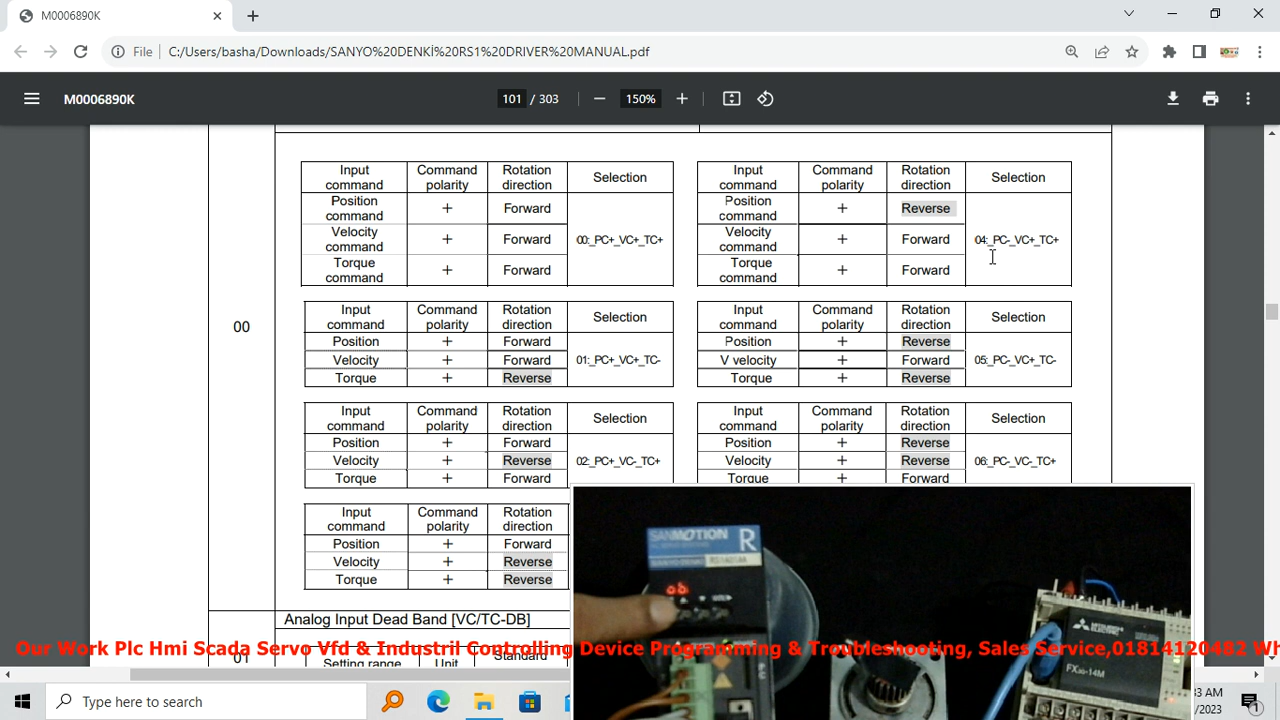 M0006890K
File C:/Users/basha/Downloads/SANYO%20DENKİ%20RS1%20DRIVER%20MANUAL.pdf
M0006890K 101 / 303 150%
Input command Command polarity Rotation direction Selection
Position command + Forward
Velocity command + Forward 00:_PC+_VC+_TC+
Torque command + Forward
Input command Command polarity Rotation direction Selection
Position command + Reverse
Velocity command + Forward 04:_PC-_VC+_TC+
Torque command + Forward
00
Input command Command polarity Rotation direction Selection
Position + Forward
Velocity + Forward 01:_PC+_VC+_TC-
Torque + Reverse
Input command Command polarity Rotation direction Selection
Position + Reverse
V velocity + Forward 05:_PC-_VC+_TC-
Torque + Reverse
Input command Command polarity Rotation direction Selection
Position + Forward
Velocity + Reverse 02:_PC+_VC-_TC+
Torque + Forward
Input command Command polarity Rotation direction Selection
Position + Reverse
Velocity + Reverse 06:_PC-_VC-_TC+
Torque + Forward
Input command Command polarity Rotation direction
Position + Forward
Velocity + Reverse
Torque + Reverse
Analog Input Dead Band [VC/TC-DB]
01
Setting range Unit Standard
SANMOTION R
MITSUBISHI
Our Work Plc Hmi Scada Servo Vfd & Industril Controlling Device Programming & Troubleshooting, Sales Service,01814120482 Wh
Type here to search
33 AM
/2023
1